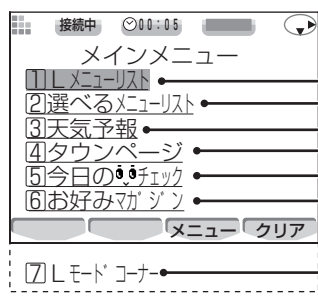 接続中 00:05
メインメニュー
1 Lメニューリスト
2 選べるメニューリスト
3 天気予報
4 タウンページ
5 今日のチェック
6 お好みマガジン
メニュー クリア
7 Lモードコーナー